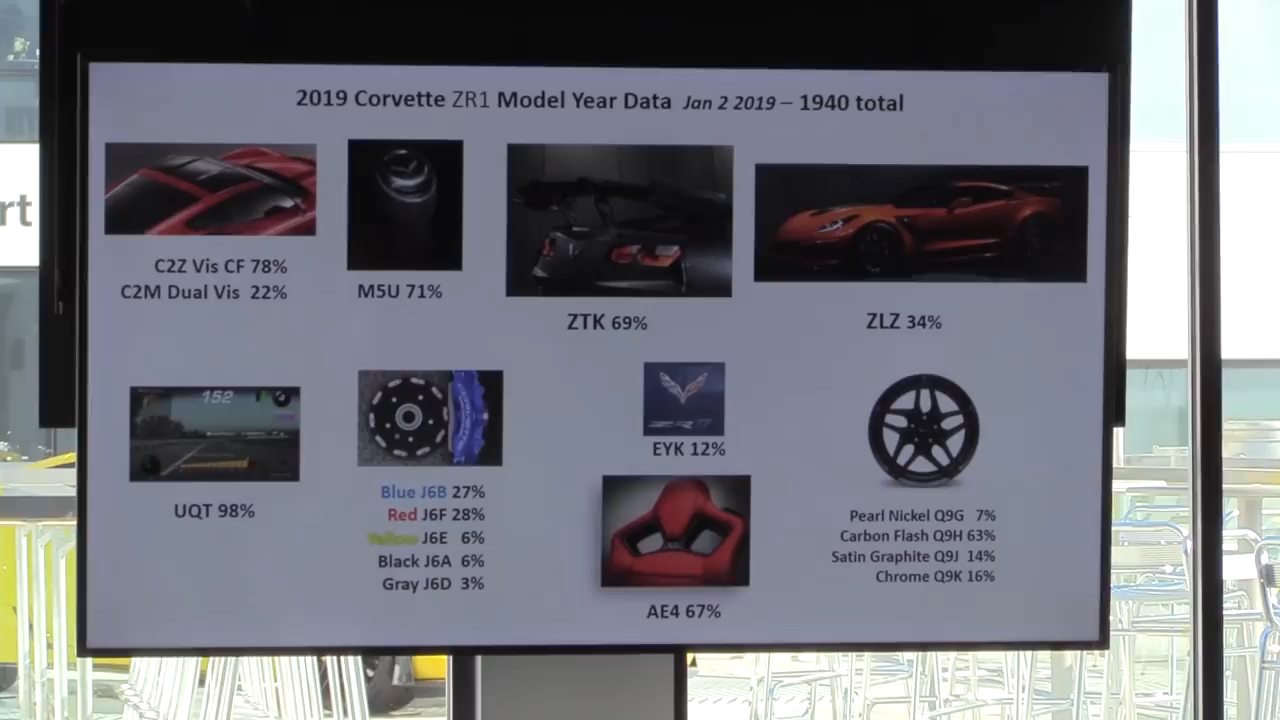 2019 Corvette ZR1 Model Year Data Jan 2 2019 – 1940 total
rt
C2Z Vis CF 78%
C2M Dual Vis 22%
M5U 71%
ZTK 69%
ZLZ 34%
152
UQT 98%
Blue J6B 27%
Red J6F 28%
Yellow J6E 6%
Black J6A 6%
Gray J6D 3%
ZR1
EYK 12%
AE4 67%
Pearl Nickel Q9G 7%
Carbon Flash Q9H 63%
Satin Graphite Q9J 14%
Chrome Q9K 16%